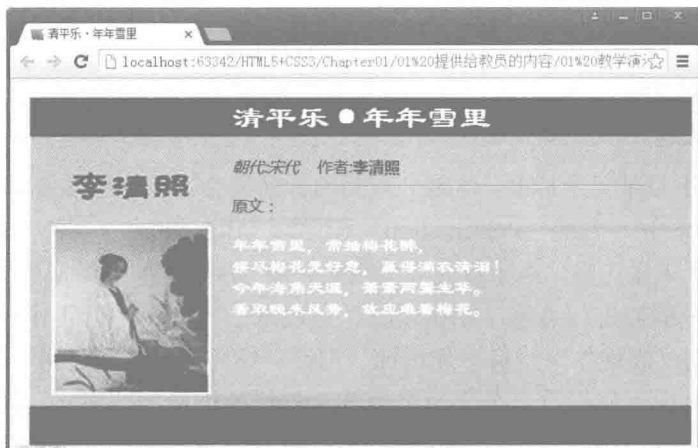 清平乐·年年雪里
localhost:63342/HTML5+CSS3/Chapter01/01%20提供给教员的内容/01%20教学演
清平乐●年年雪里
李清照
朝代:宋代 作者:李清照
原文：
年年雪里，常插梅花醉，
挼尽梅花无好意，赢得满衣清泪！
今年海角天涯，萧萧两鬓生华。
看取晚来风势，故应难看梅花。